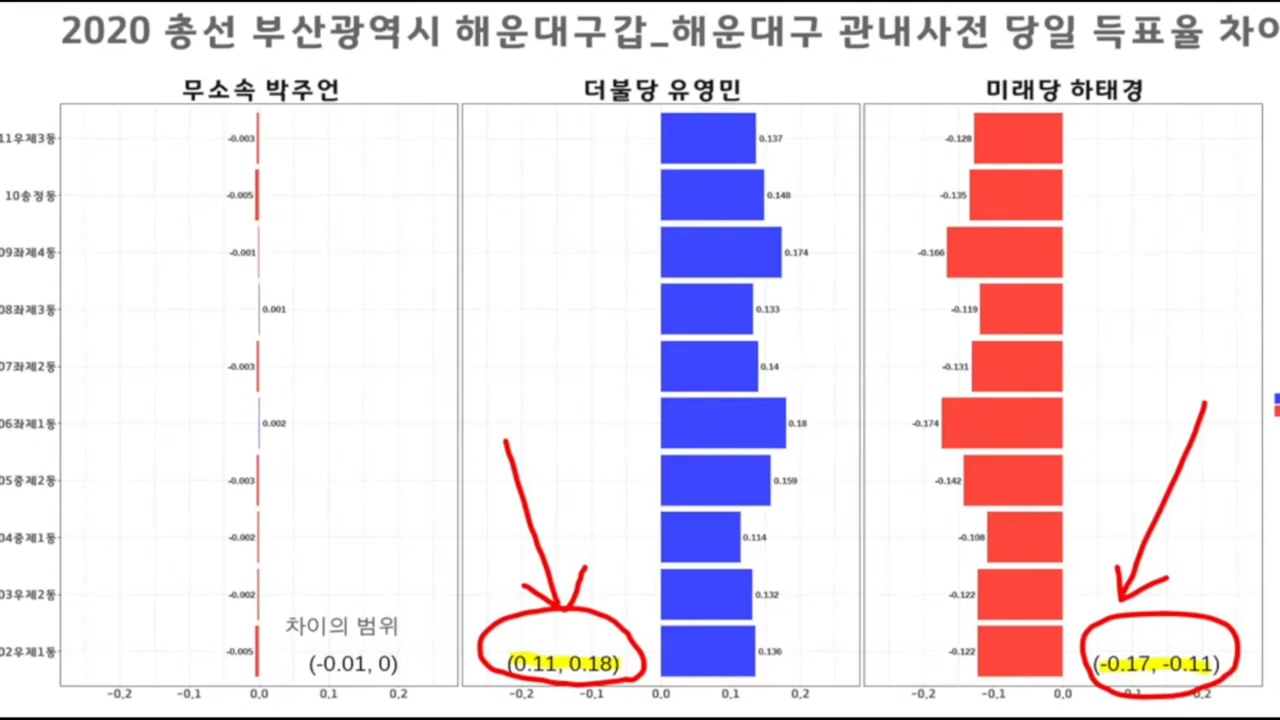 2020 총선 부산광역시 해운대구갑_해운대구 관내사전 당일 득표율 차이
무소속 박주언 더불당 유영민 미래당 하태경
11우제3동 -0.003 0.137 -0.128
10송정동 -0.005 0.148 -0.135
09좌제4동 -0.001 0.174 -0.166
08좌제3동 0.001 0.133 -0.119
07좌제2동 -0.003 0.14 -0.131
06좌제1동 0.002 0.18 -0.174
05중제2동 -0.003 0.159 -0.142
04중제1동 -0.002 0.114 -0.108
03우제2동 -0.002 0.132 -0.122
차이의 범위
02우제1동 -0.005 0.136 -0.122
(-0.01, 0) (0.11, 0.18) (-0.17, -0.11)
-0.2 -0.1 0.0 0.1 0.2 -0.2 -0.1 0.0 0.1 0.2 -0.2 -0.1 0.0 0.1 0.2